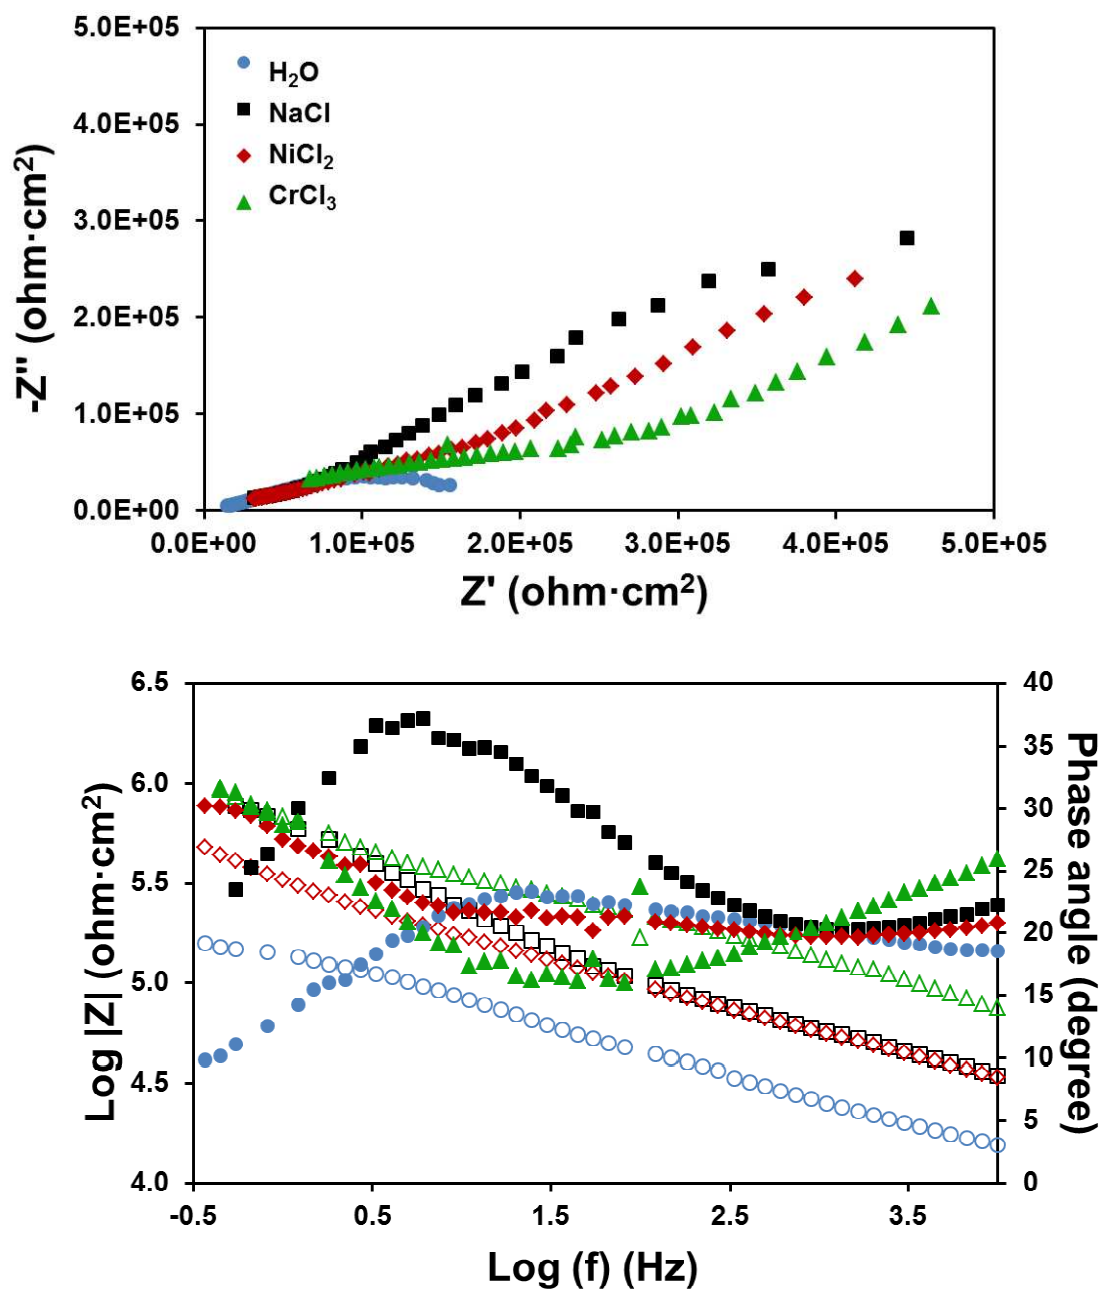 5.0E+05
4.0E+05
3.0E+05
2.0E+05
1.0E+05
0.0E+00
-Z'' (ohm·cm²)
H₂O
NaCl
NiCl₂
CrCl₃
0.0E+00 1.0E+05 2.0E+05 3.0E+05 4.0E+05 5.0E+05
Z' (ohm·cm²)
6.5
6.0
5.5
5.0
4.5
4.0
Log |Z| (ohm·cm²)
40
35
30
25
20
15
10
5
0
Phase angle (degree)
-0.5 0.5 1.5 2.5 3.5
Log (f) (Hz)